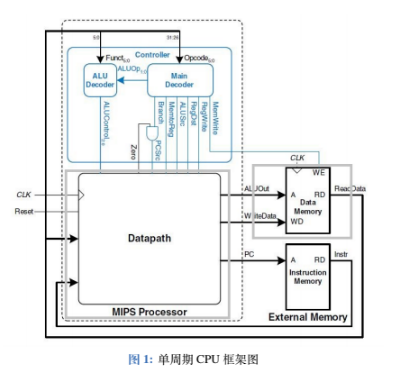 5:0
31:26
Controller
Funct5:0
Opcode5:0
ALU
Decoder
ALUOp1:0
Main
Decoder
ALUControl2:0
Zero
Branch
PCSrc
MemtoReg
ALUSrc
RegDst
RegWrite
MemWrite
CLK
Reset
Datapath
MIPS Processor
ALUOut
WriteData
PC
CLK
WE
A
RD
ReadData
Data
Memory
WD
A
RD
Instr
Instruction
Memory
External Memory
图 1: 单周期 CPU 框架图